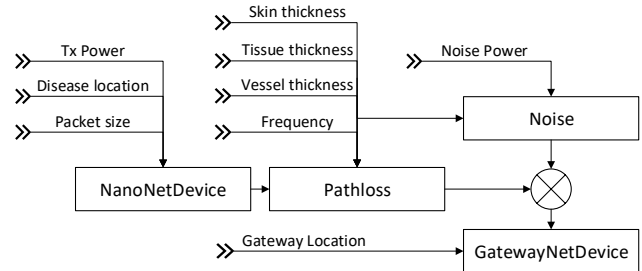 Skin thickness
Tx Power
Tissue thickness
Noise Power
Disease location
Vessel thickness
Packet size
Frequency
Noise
NanoNetDevice
Pathloss
Gateway Location
GatewayNetDevice